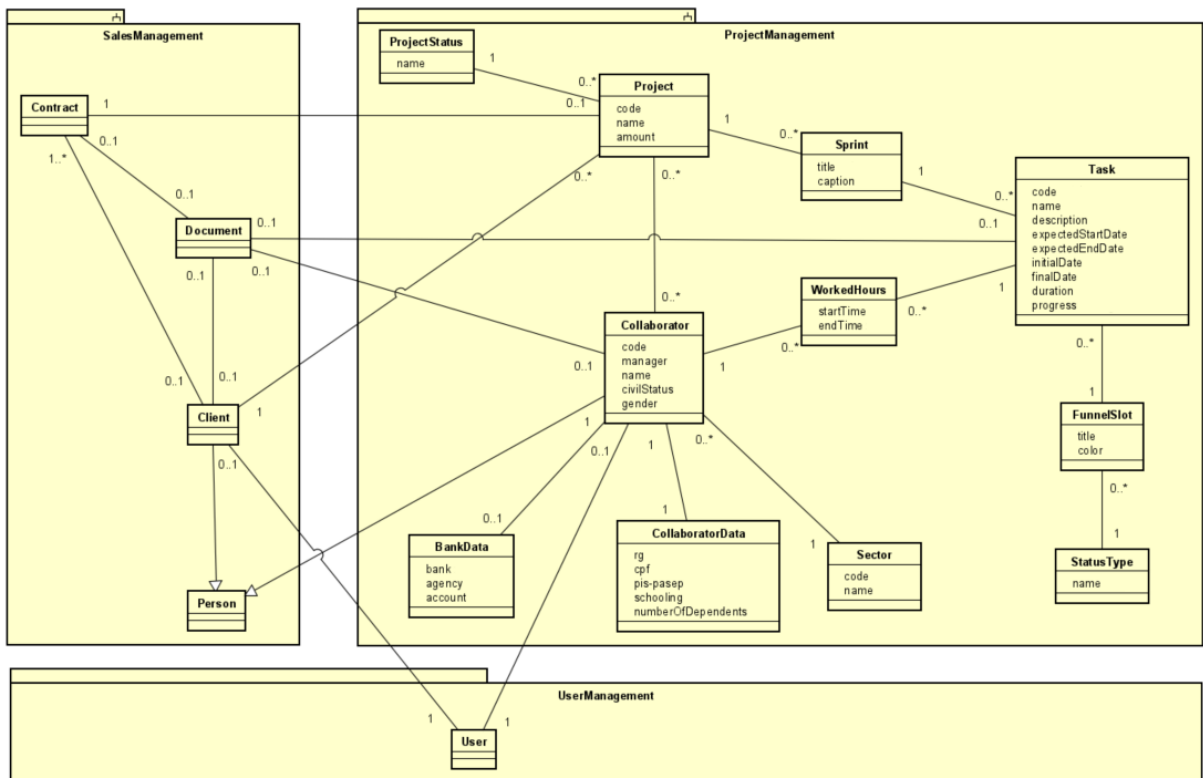 SalesManagement
Contract
1
0..1
1..*
0..1
Document
0..1
0..1
0..1
0..1
0..1
Client
1
0..1
Person
ProjectManagement
ProjectStatus
name
1
0..*
0..1
Project
code
name
amount
1
0..*
0..*
0..*
Sprint
title
caption
1
0..*
0..1
Task
code
name
description
expectedStartDate
expectedEndDate
initialDate
finalDate
duration
progress
1
0..*
WorkedHours
startTime
endTime
0..*
0..*
1
Collaborator
code
manager
name
civilStatus
gender
0..1
1
0..1
1
0..*
0..*
1
FunnelSlot
title
color
0..*
1
StatusType
name
0..1
BankData
bank
agency
account
1
CollaboratorData
rg
cpf
pis-pasep
schooling
numberOfDependents
1
Sector
code
name
UserManagement
1
1
User